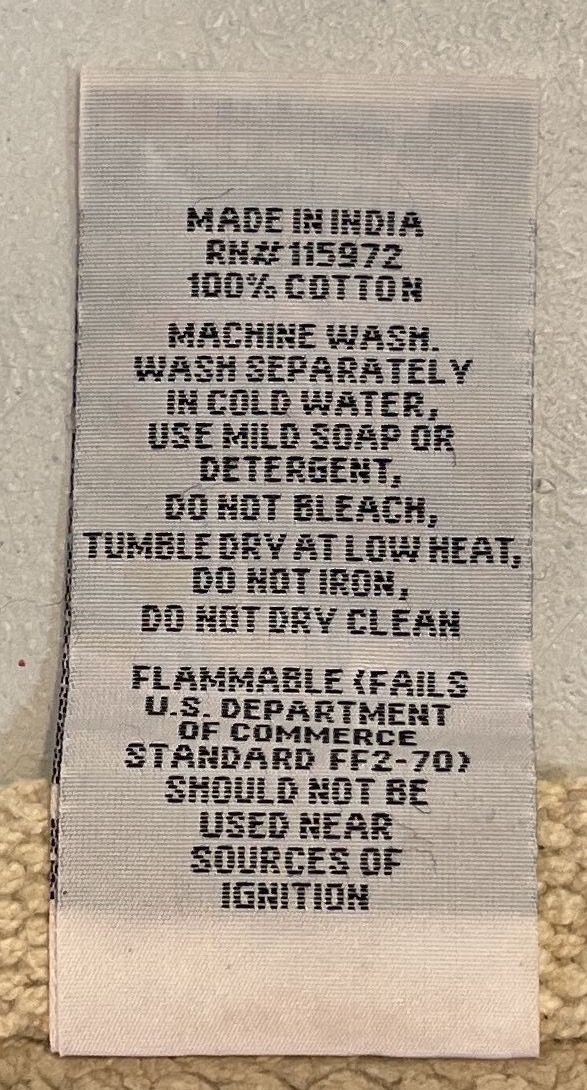 MADE IN INDIA
RN# 115972
100% COTTON
MACHINE WASH.
WASH SEPARATELY
IN COLD WATER,
USE MILD SOAP OR
DETERGENT,
DO NOT BLEACH,
TUMBLE DRY AT LOW HEAT,
DO NOT IRON,
DO NOT DRY CLEAN
FLAMMABLE (FAILS
U.S. DEPARTMENT
OF COMMERCE
STANDARD FF2-70)
SHOULD NOT BE
USED NEAR
SOURCES OF
IGNITION